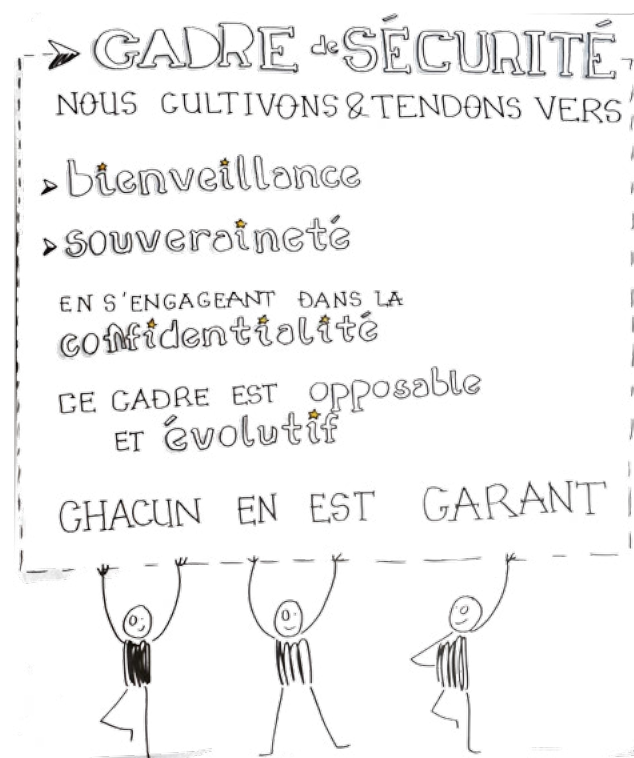 CADRE de SÉCURITÉ
NOUS CULTIVONS & TENDONS VERS
bienveillance
souveraineté
EN S'ENGAGEANT DANS LA
confidentialité
CE CADRE EST opposable
ET évolutif
CHACUN EN EST GARANT